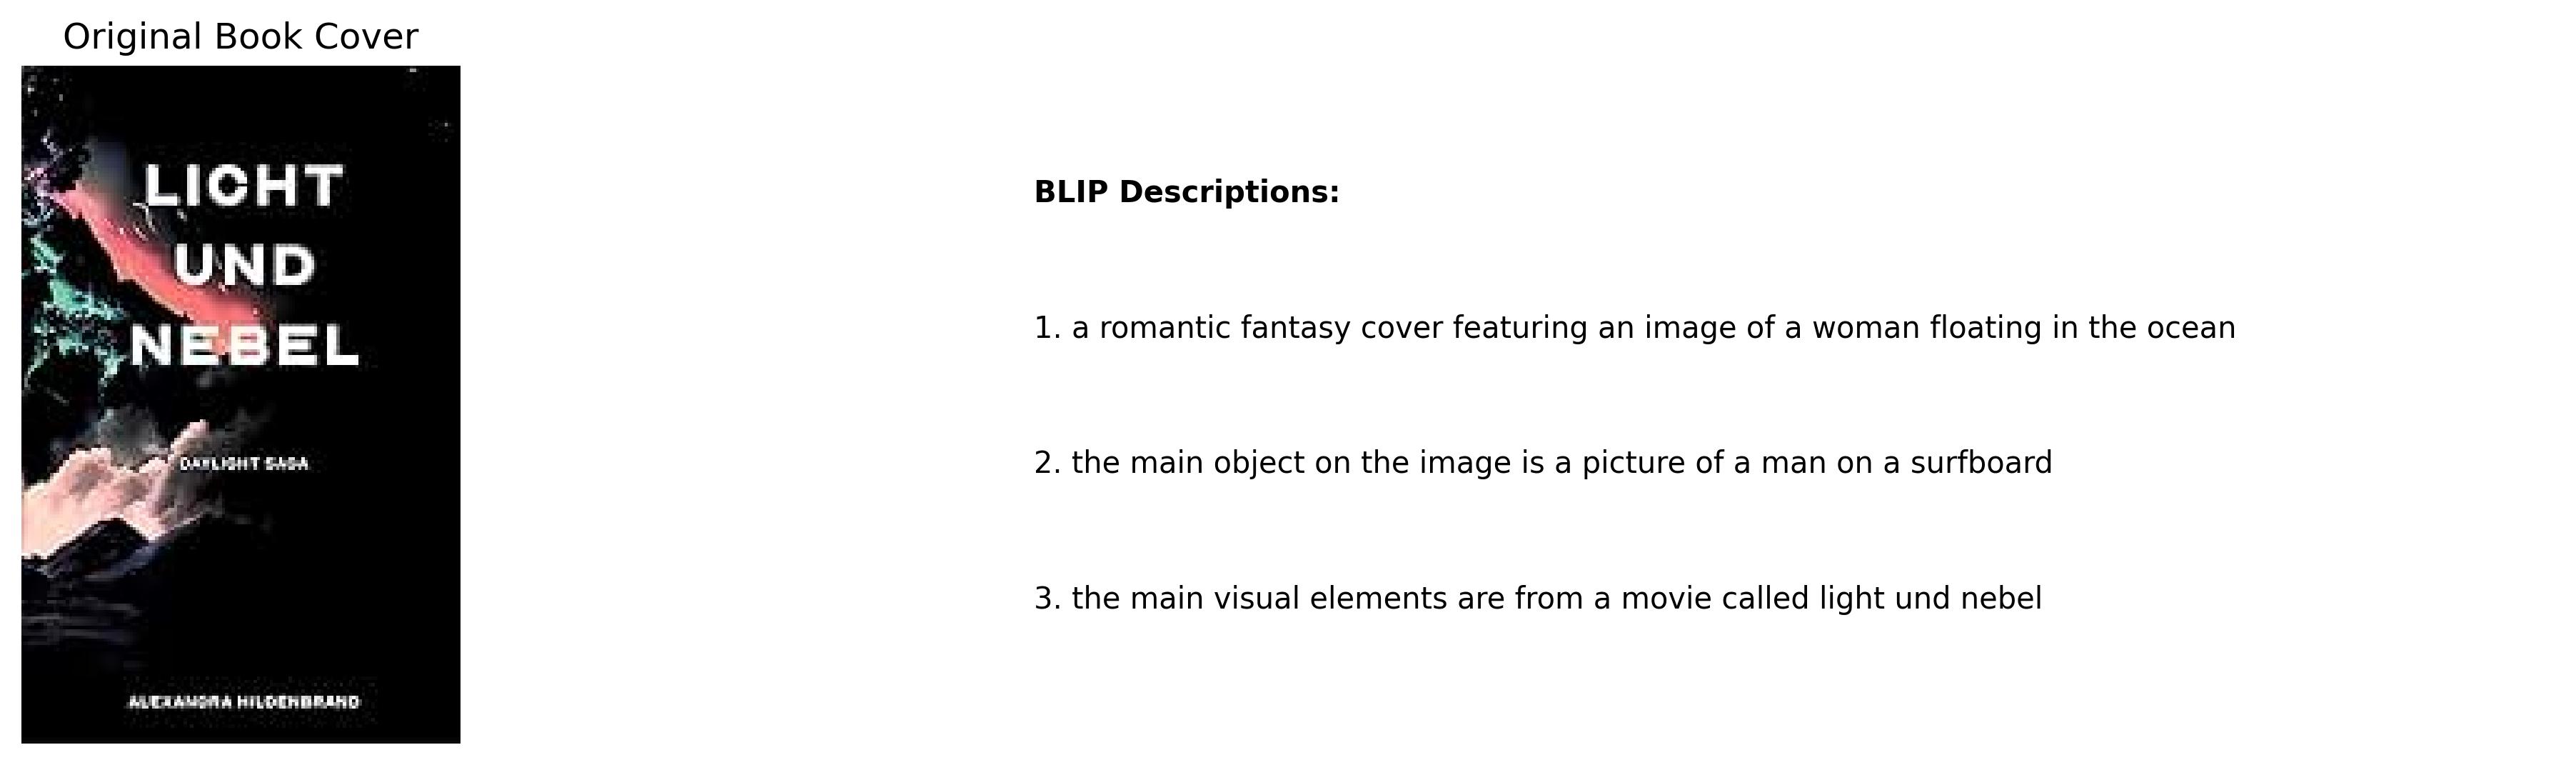 Original Book Cover
LICHT
UND
NEBEL
DAYLIGHT SAGA
ALEXANDRA HILDENBRAND
BLIP Descriptions:
1. a romantic fantasy cover featuring an image of a woman floating in the ocean
2. the main object on the image is a picture of a man on a surfboard
3. the main visual elements are from a movie called light und nebel